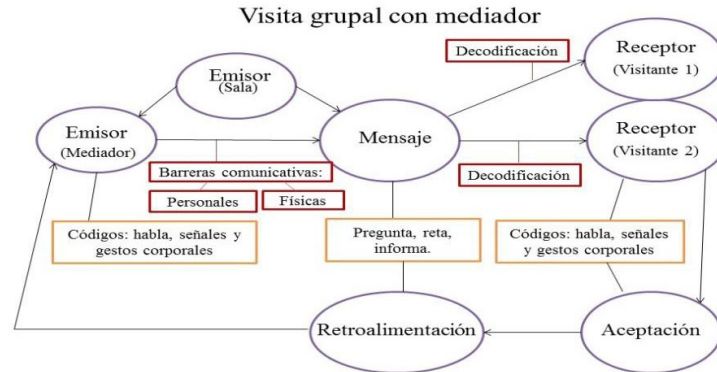 Visita grupal con mediador
Decodificación
Receptor
(Visitante 1)
Emisor
(Sala)
Emisor
(Mediador)
Mensaje
Receptor
(Visitante 2)
Barreras comunicativas:
Decodificación
Personales
Físicas
Códigos: habla, señales y
gestos corporales
Pregunta, reta,
informa.
Códigos: habla, señales
y gestos corporales
Retroalimentación
Aceptación